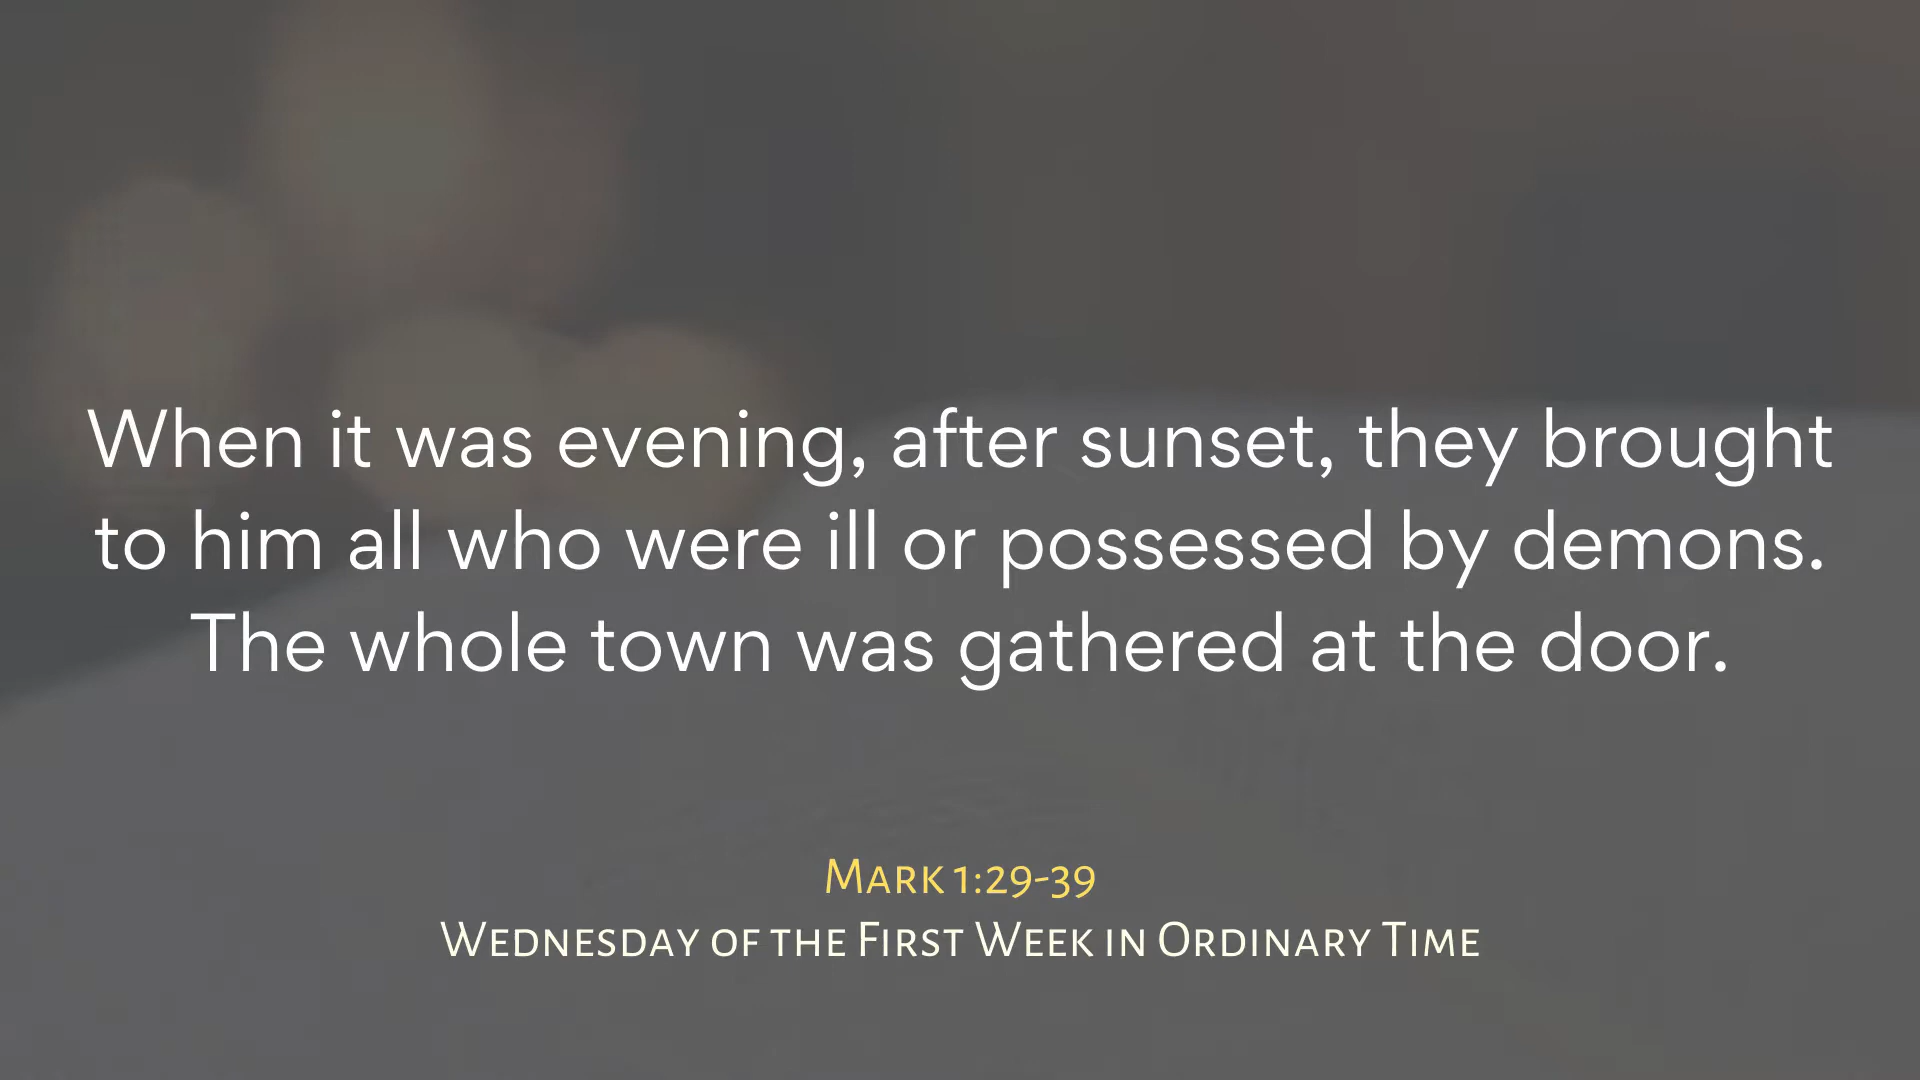 When it was evening, after sunset, they brought
to him all who were ill or possessed by demons.
The whole town was gathered at the door.
Mark 1:29-39
Wednesday of the First Week in Ordinary Time